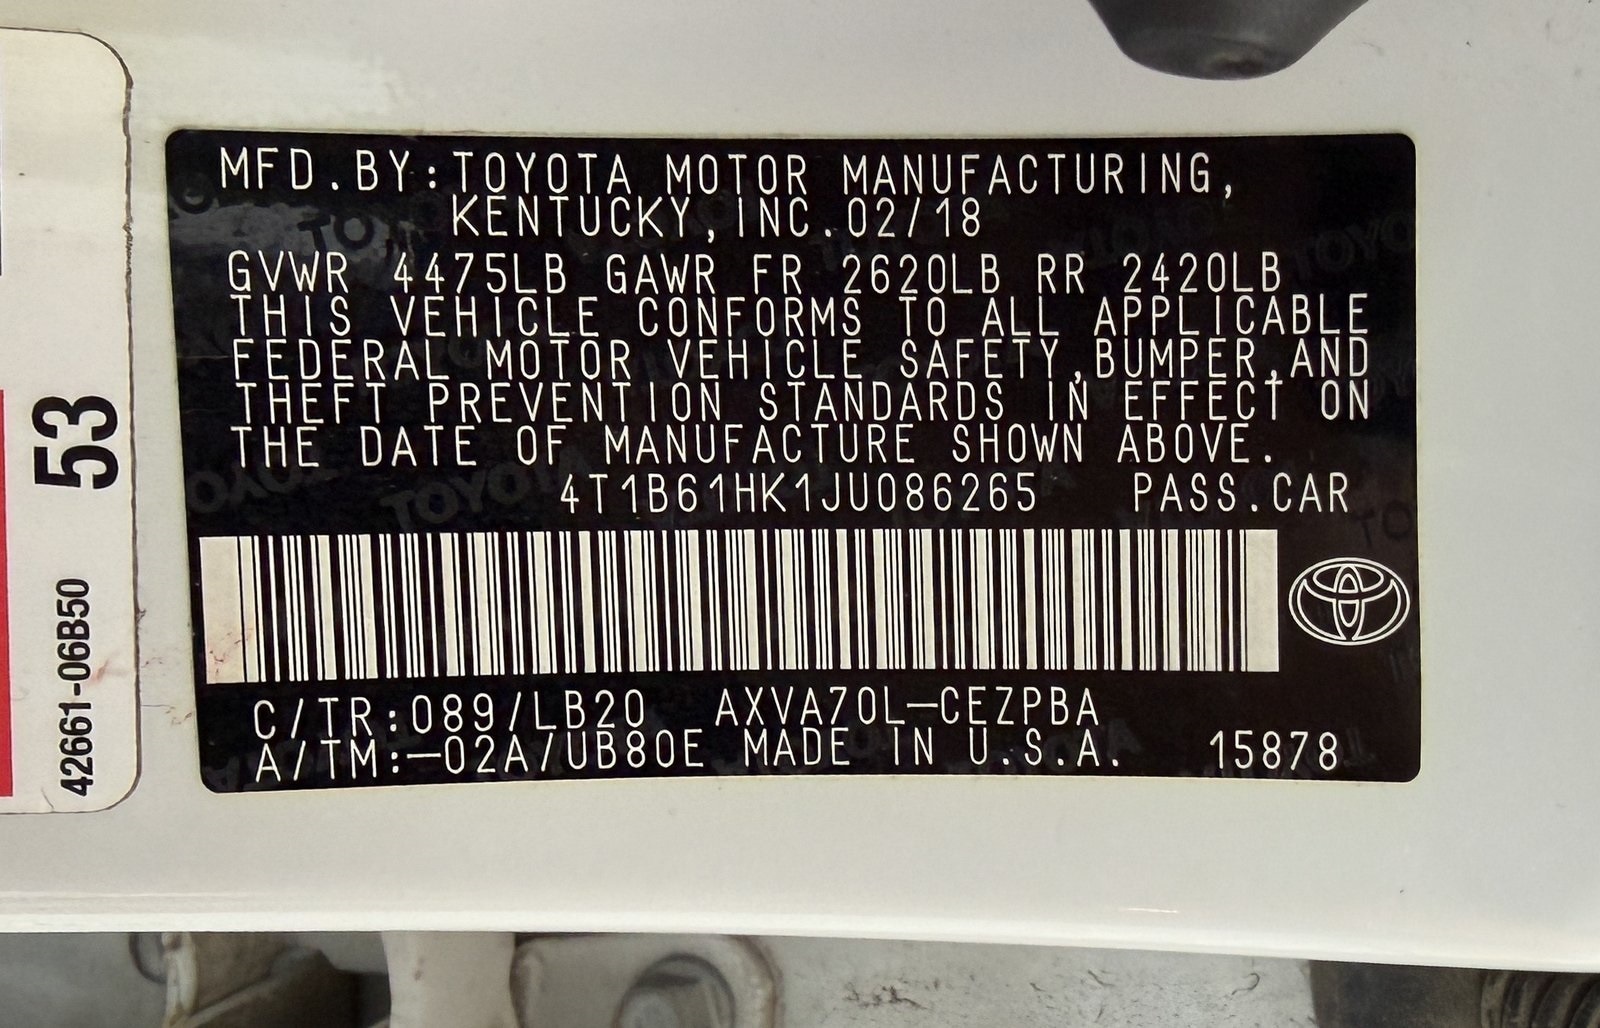 MFD.BY:TOYOTA MOTOR MANUFACTURING,
KENTUCKY,INC.02/18
GVWR 4475LB GAWR FR 2620LB RR 2420LB
THIS VEHICLE CONFORMS TO ALL APPLICABLE
FEDERAL MOTOR VEHICLE SAFETY,BUMPER,AND
THEFT PREVENTION STANDARDS IN EFFECT ON
THE DATE OF MANUFACTURE SHOWN ABOVE.
4T1B61HK1JU086265 PASS.CAR
C/TR:089/LB20 AXVA70L-CEZPBA
A/TM:-02A/UB80E MADE IN U.S.A. 15878
53
42661-06B50